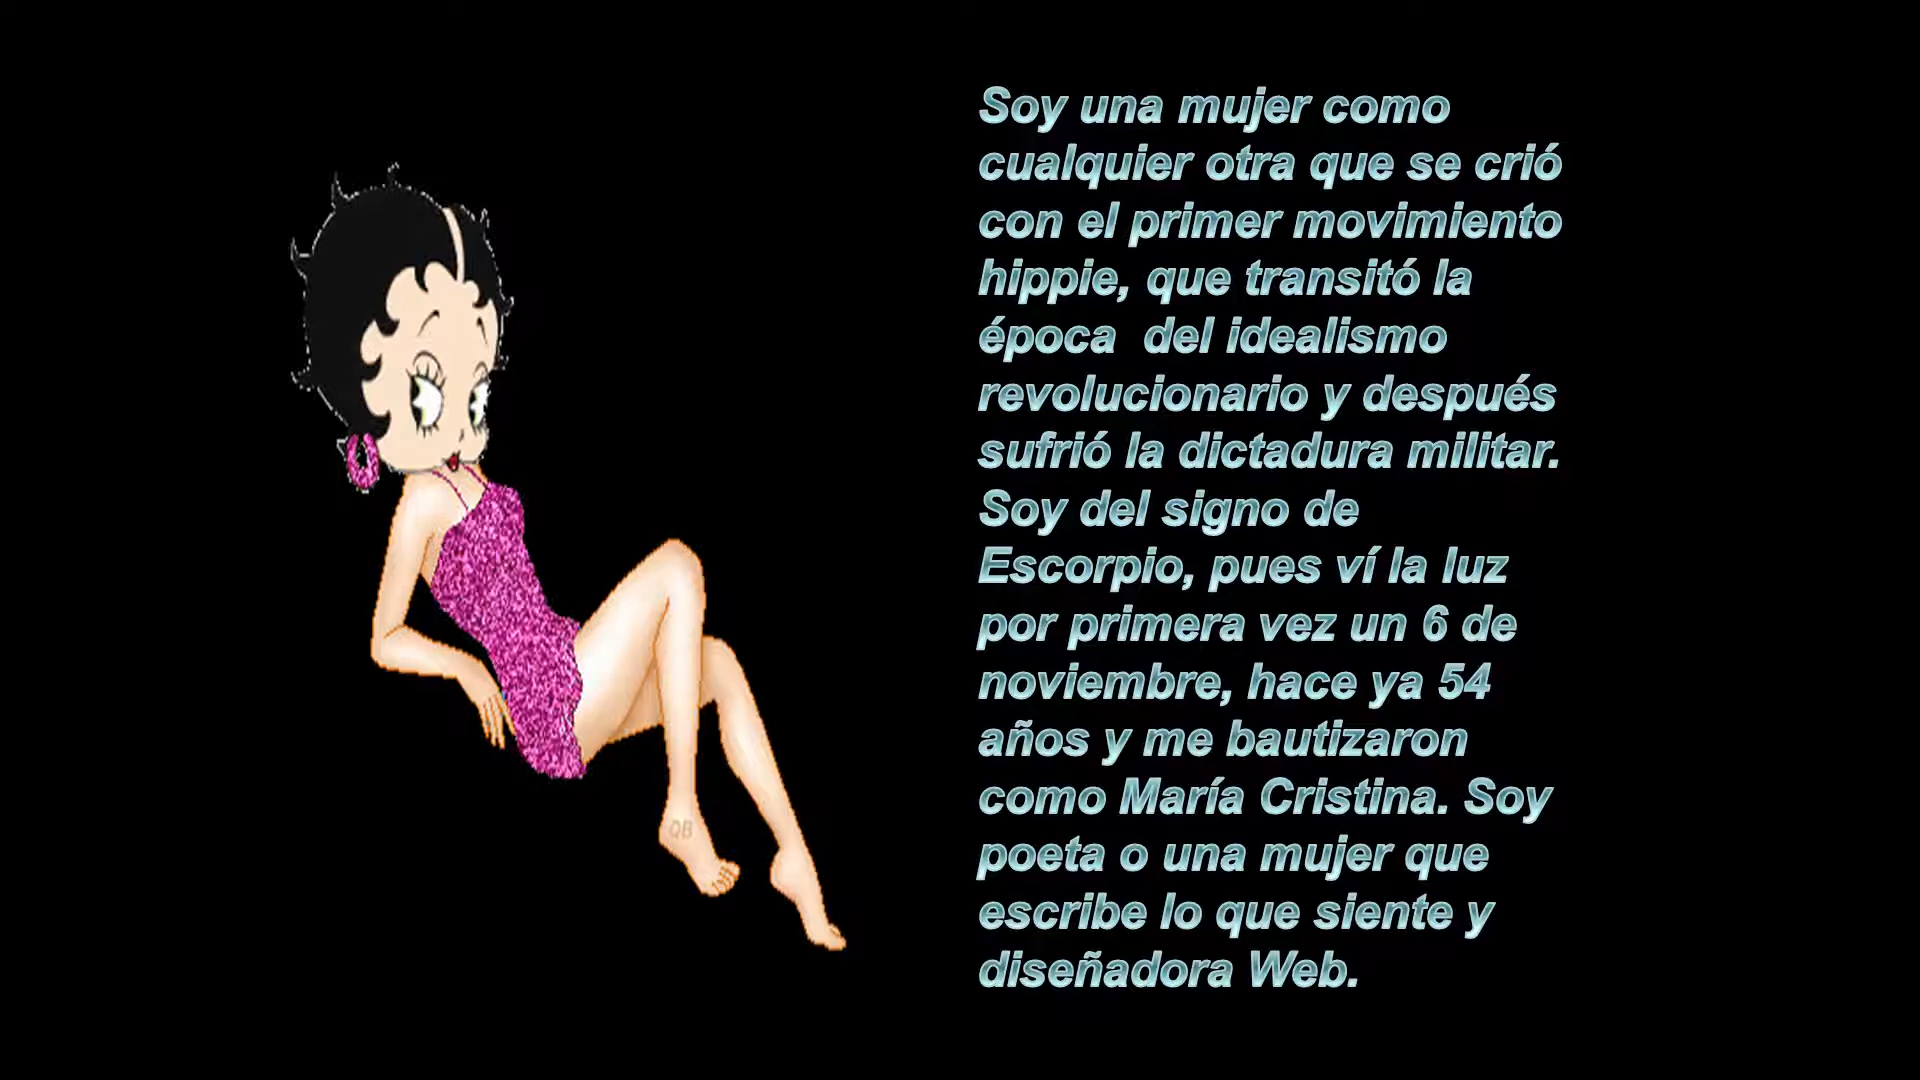 Soy una mujer como
cualquier otra que se crió
con el primer movimiento
hippie, que transitó la
época  del idealismo
revolucionario y después
sufrió la dictadura militar.
Soy del signo de
Escorpio, pues ví la luz
por primera vez un 6 de
noviembre, hace ya 54
años y me bautizaron
como María Cristina. Soy
poeta o una mujer que
escribe lo que siente y
diseñadora Web.
QB